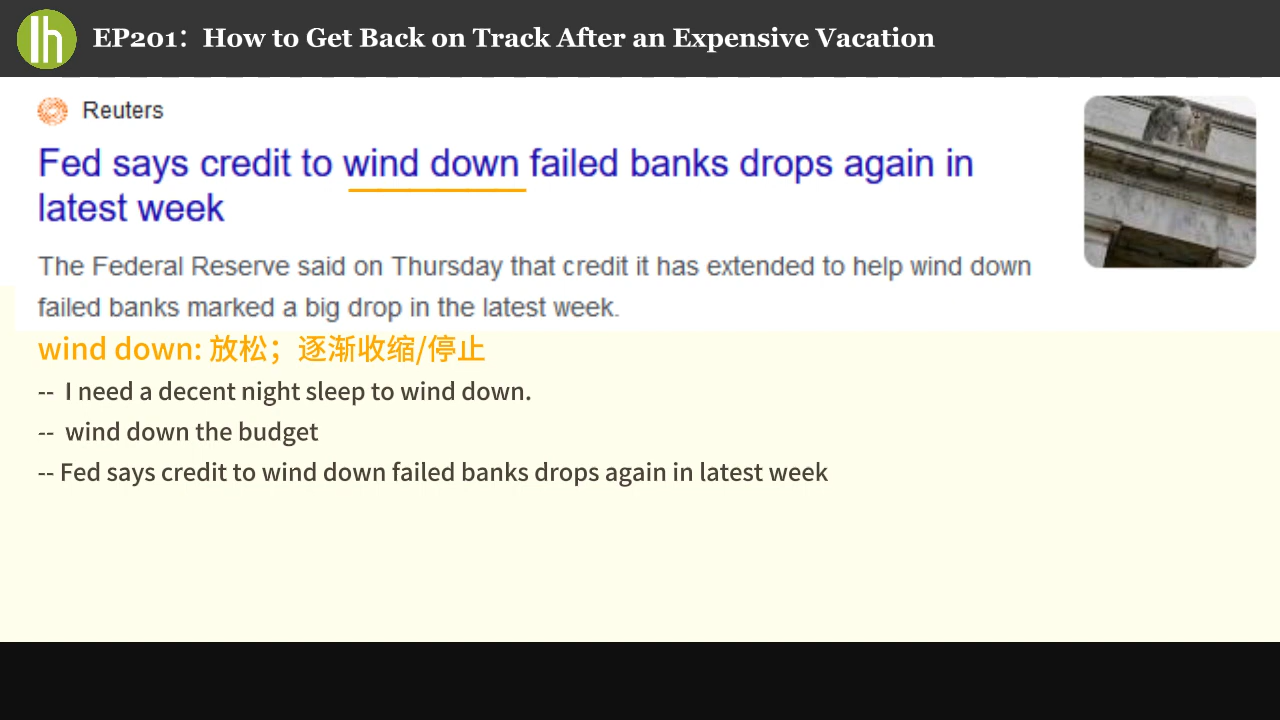 lh
EP201: How to Get Back on Track After an Expensive Vacation
Reuters
Fed says credit to wind down failed banks drops again in
latest week
The Federal Reserve said on Thursday that credit it has extended to help wind down
failed banks marked a big drop in the latest week.
wind down: 放松；逐渐收缩/停止
-- I need a decent night sleep to wind down.
-- wind down the budget
-- Fed says credit to wind down failed banks drops again in latest week